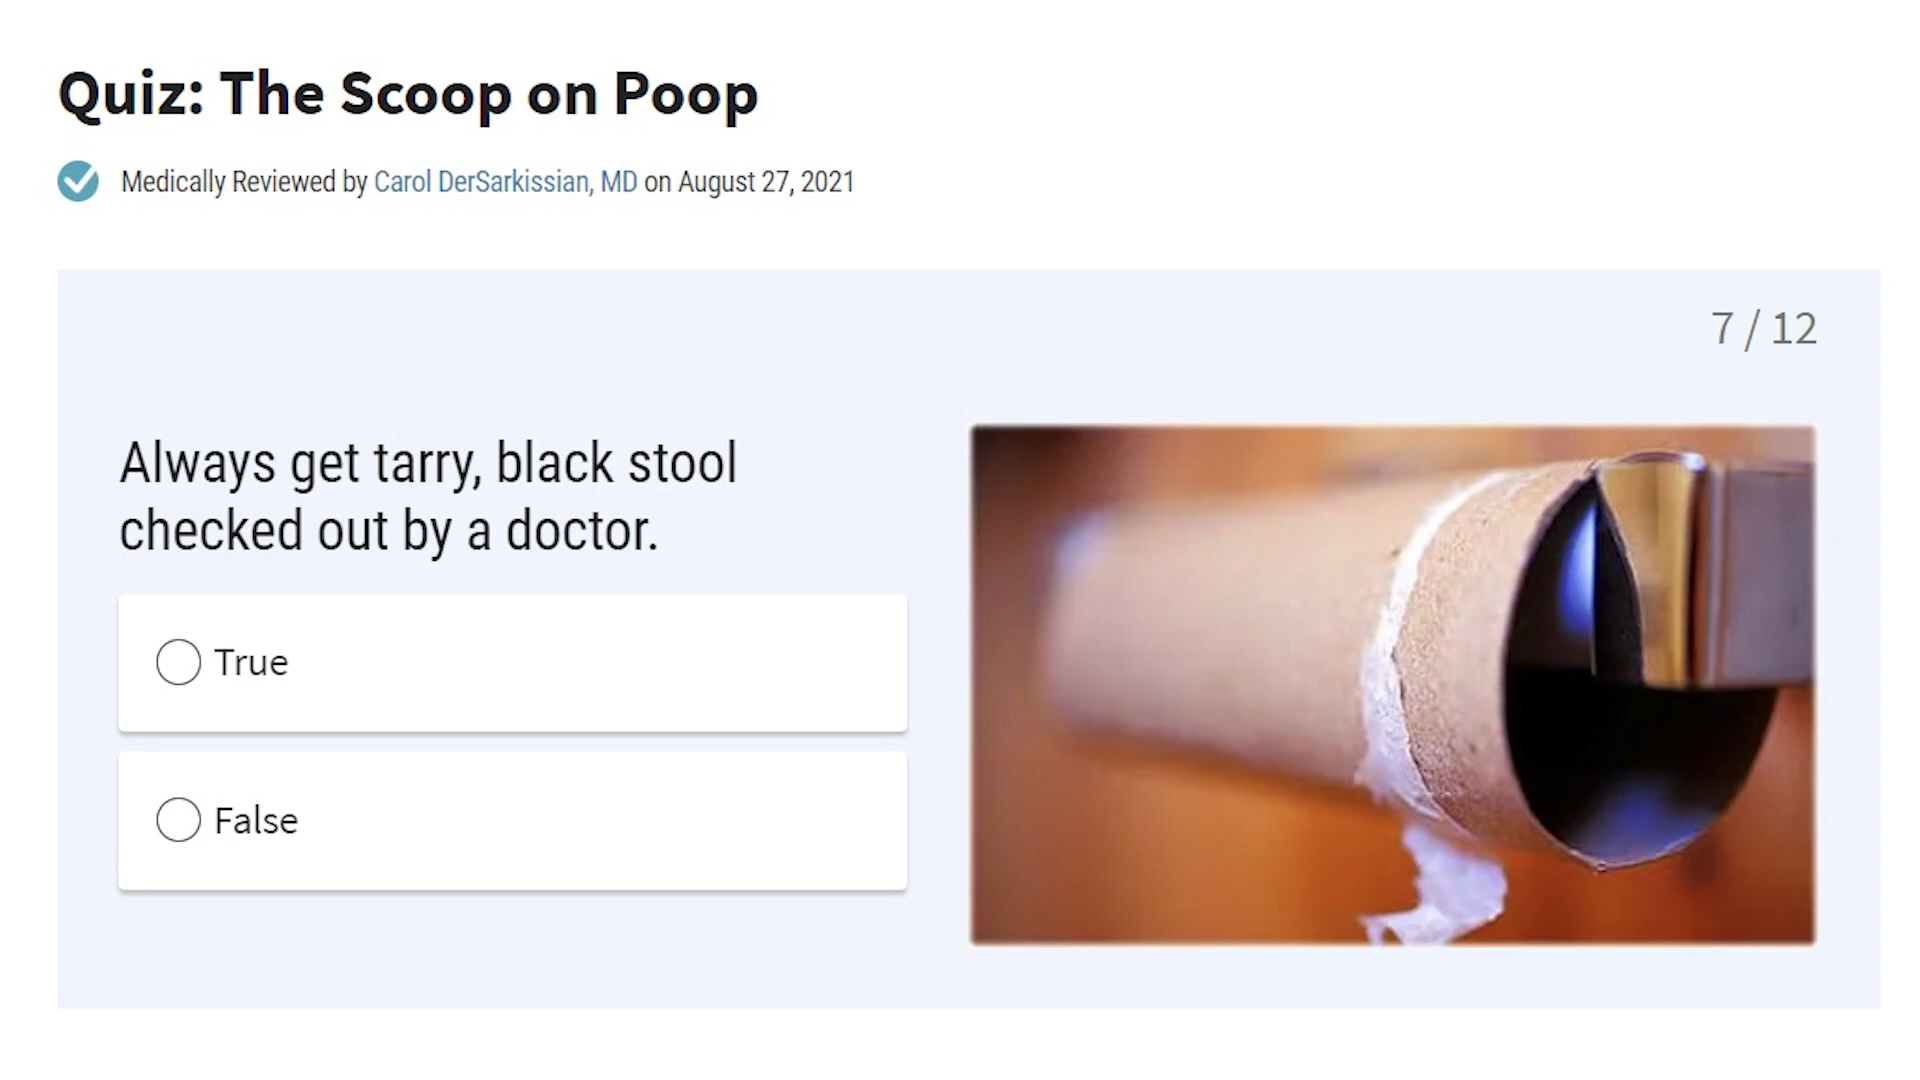 Quiz: The Scoop on Poop
Medically Reviewed by Carol DerSarkissian, MD on August 27, 2021
7 / 12
Always get tarry, black stool
checked out by a doctor.
True
False